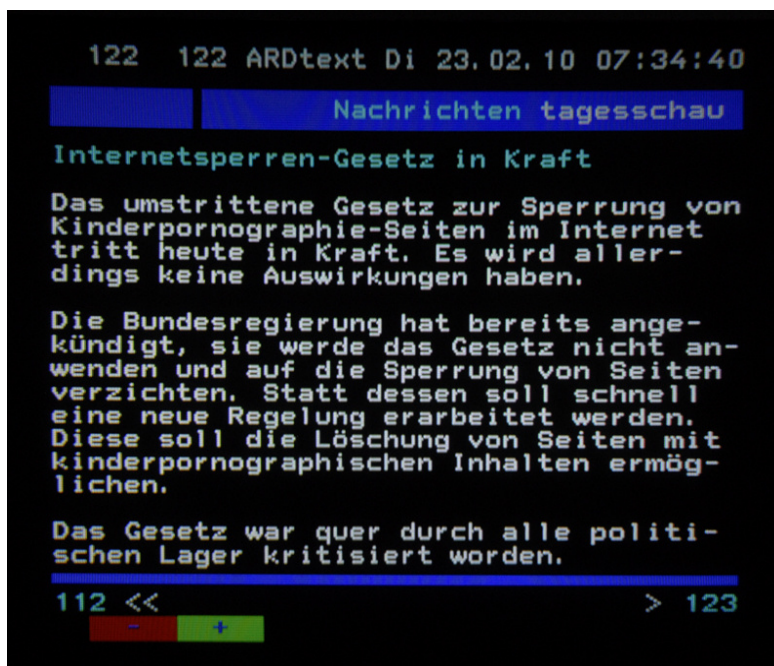 122 122 ARDtext Di 23.02.10 07:34:40
Nachrichten tagesschau
Internetsperren-Gesetz in Kraft
Das umstrittene Gesetz zur Sperrung von
Kinderpornographie-Seiten im Internet
tritt heute in Kraft. Es wird aller-
dings keine Auswirkungen haben.
Die Bundesregierung hat bereits ange-
kündigt, sie werde das Gesetz nicht an-
wenden und auf die Sperrung von Seiten
verzichten. Statt dessen soll schnell
eine neue Regelung erarbeitet werden.
Diese soll die Löschung von Seiten mit
kinderpornographischen Inhalten ermög-
lichen.
Das Gesetz war quer durch alle politi-
schen Lager kritisiert worden.
112 << > 123
- +